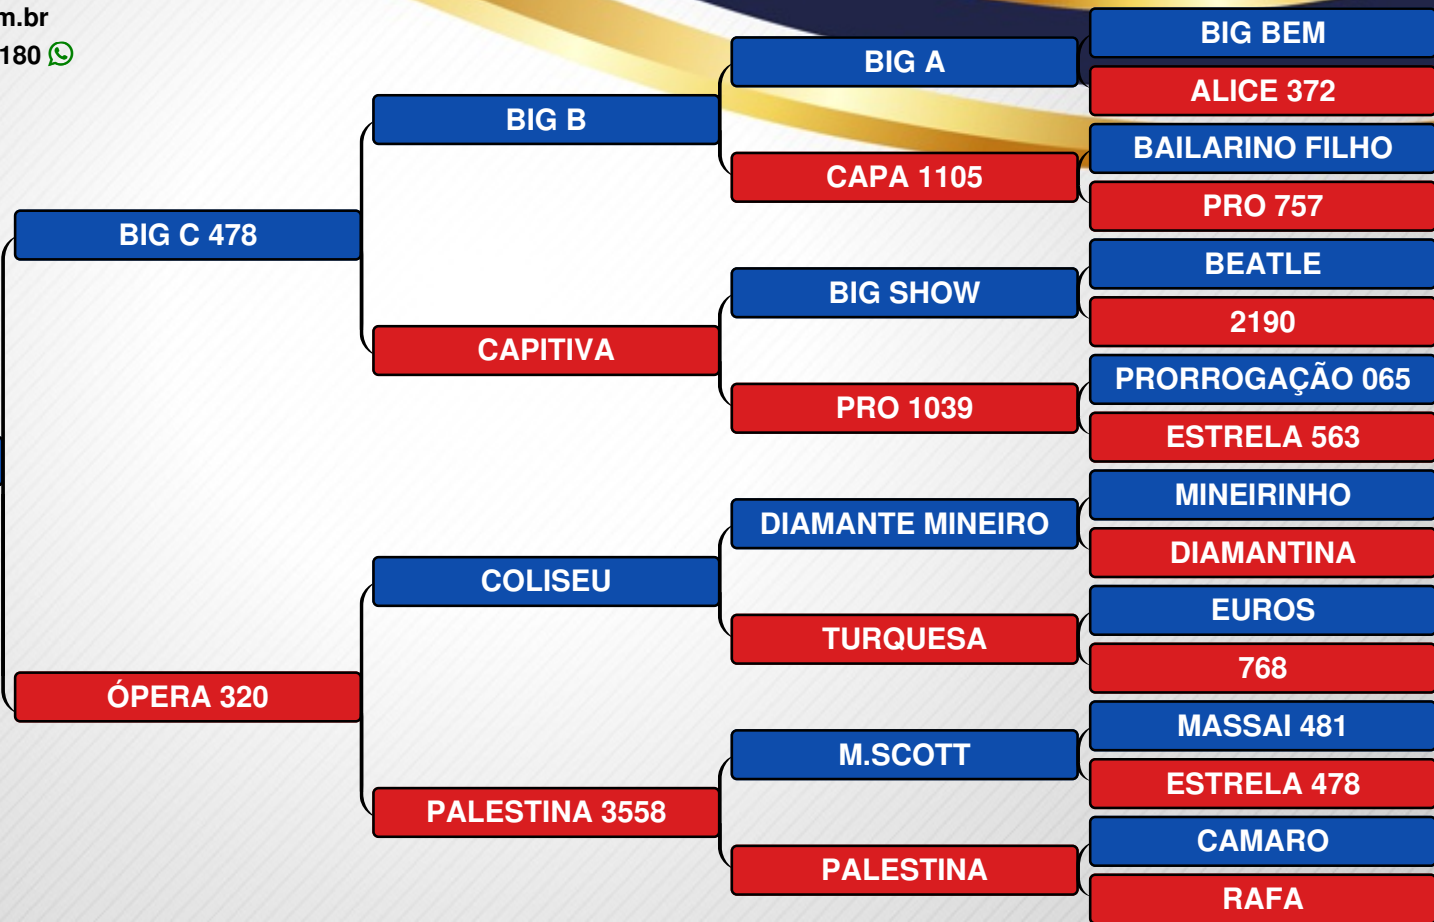 m.br
180
BIG BEM
BIG A
ALICE 372
BIG B
BAILARINO FILHO
CAPA 1105
PRO 757
BIG C 478
BEATLE
BIG SHOW
2190
CAPITIVA
PRORROGAÇÃO 065
PRO 1039
ESTRELA 563
MINEIRINHO
DIAMANTE MINEIRO
DIAMANTINA
COLISEU
EUROS
TURQUESA
768
ÓPERA 320
MASSAI 481
M.SCOTT
ESTRELA 478
PALESTINA 3558
CAMARO
PALESTINA
RAFA